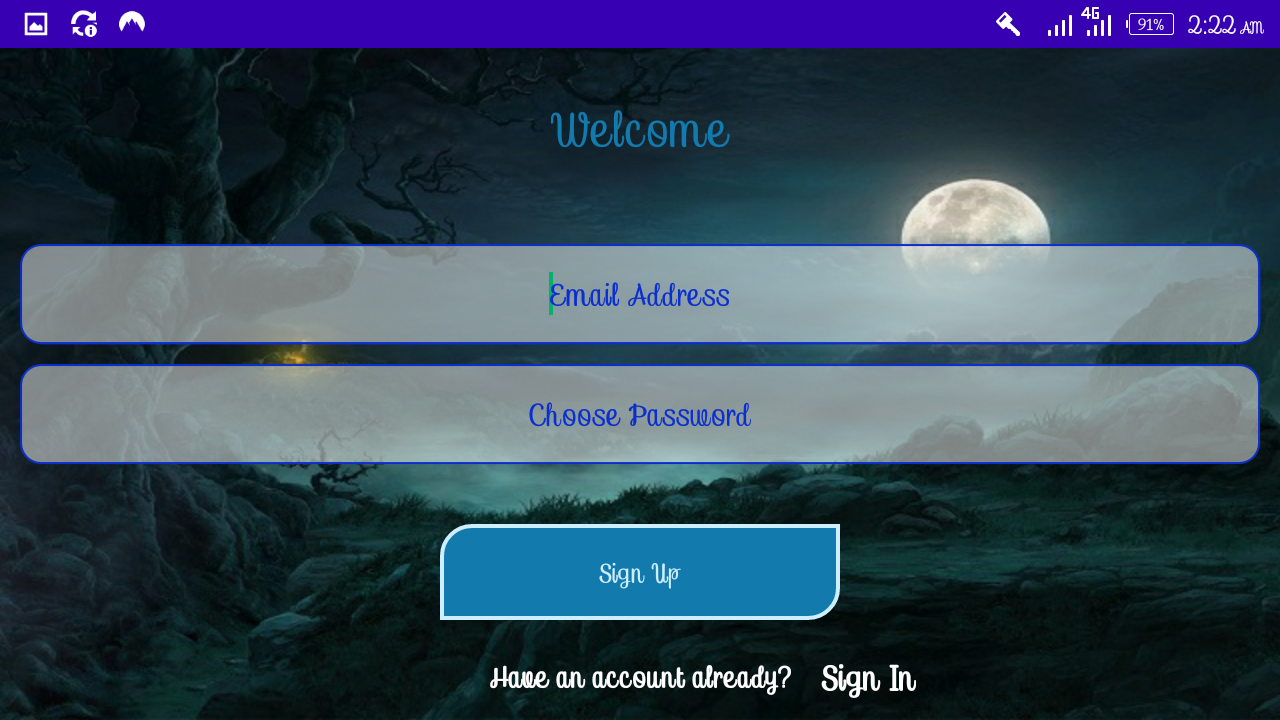 4G 91% 2:22 AM
Welcome
Email Address
Choose Password
Sign Up
Have an account already? Sign In